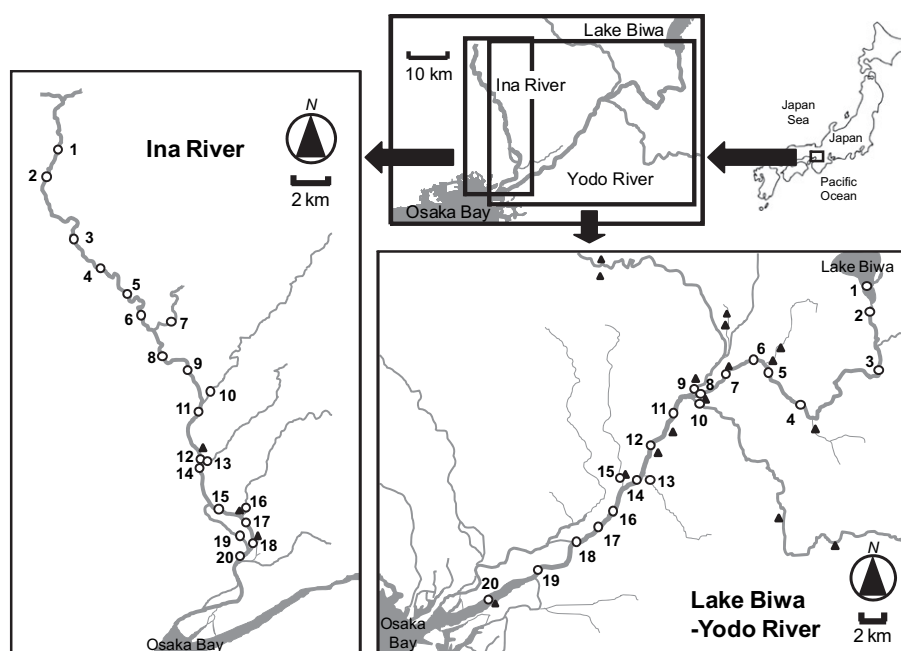 Lake Biwa
10 km
Ina River
Yodo River
Osaka Bay
Japan
Sea
Japan
Pacific
Ocean
Ina River
N
2 km
1
2
3
4
5
6
7
8
9
10
11
12
13
14
15
16
17
18
19
20
Osaka Bay
Lake Biwa
1
2
3
4
5
6
7
8
9
10
11
12
13
14
15
16
17
18
19
20
Osaka
Bay
Lake Biwa
-Yodo River
N
2 km